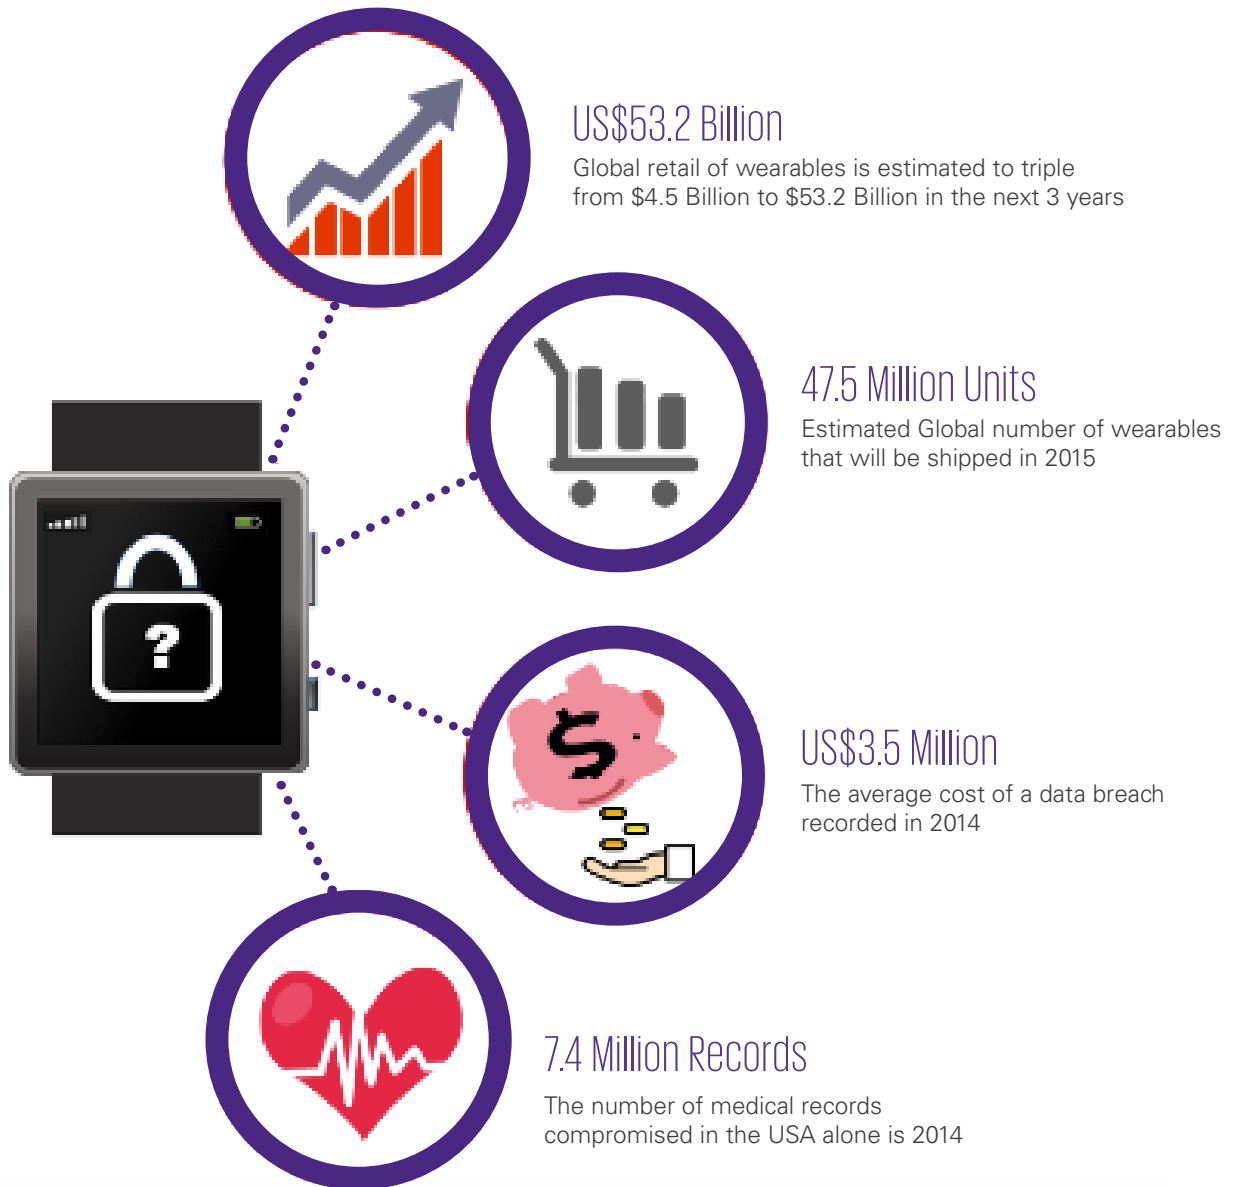 US$53.2 Billion
Global retail of wearables is estimated to triple
from $4.5 Billion to $53.2 Billion in the next 3 years
47.5 Million Units
Estimated Global number of wearables
that will be shipped in 2015
?
$
US$3.5 Million
The average cost of a data breach
recorded in 2014
7.4 Million Records
The number of medical records
compromised in the USA alone is 2014